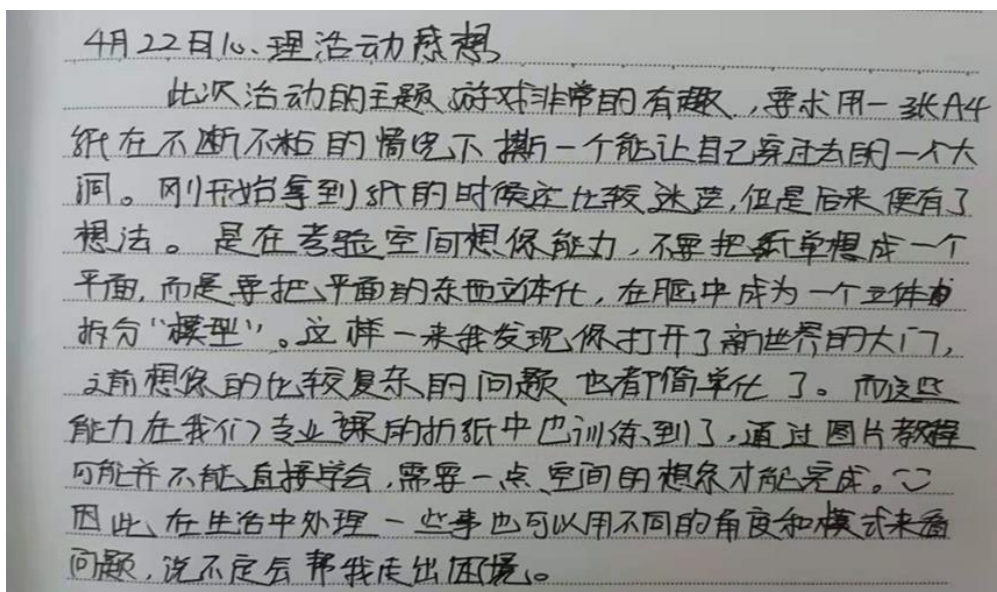 4月22日心理活动感想
此次活动的主题游戏非常的有趣,要求用一张A4
纸在不断不粘的情况下撕一个能让自己穿过去的一个大
洞。刚开始拿到纸的时候还比较迷茫,但是后来便有了
想法。是在考验空间想像能力,不要把纸单想成一个
平面,而是要把平面的东西立体化,在脑中成为一个立体
拆分“模型”。这样一来我发现像打开了新世界的大门,
之前想像的比较复杂的问题也都简单化了。而这些
能力在我们专业课的折纸中也训练到了,通过图片教程
可能并不能直接学会,需要一点空间的想象才能完成。
因此,在生活中处理一些事也可以用不同的角度和模式来看
问题,说不定会帮我走出困境。